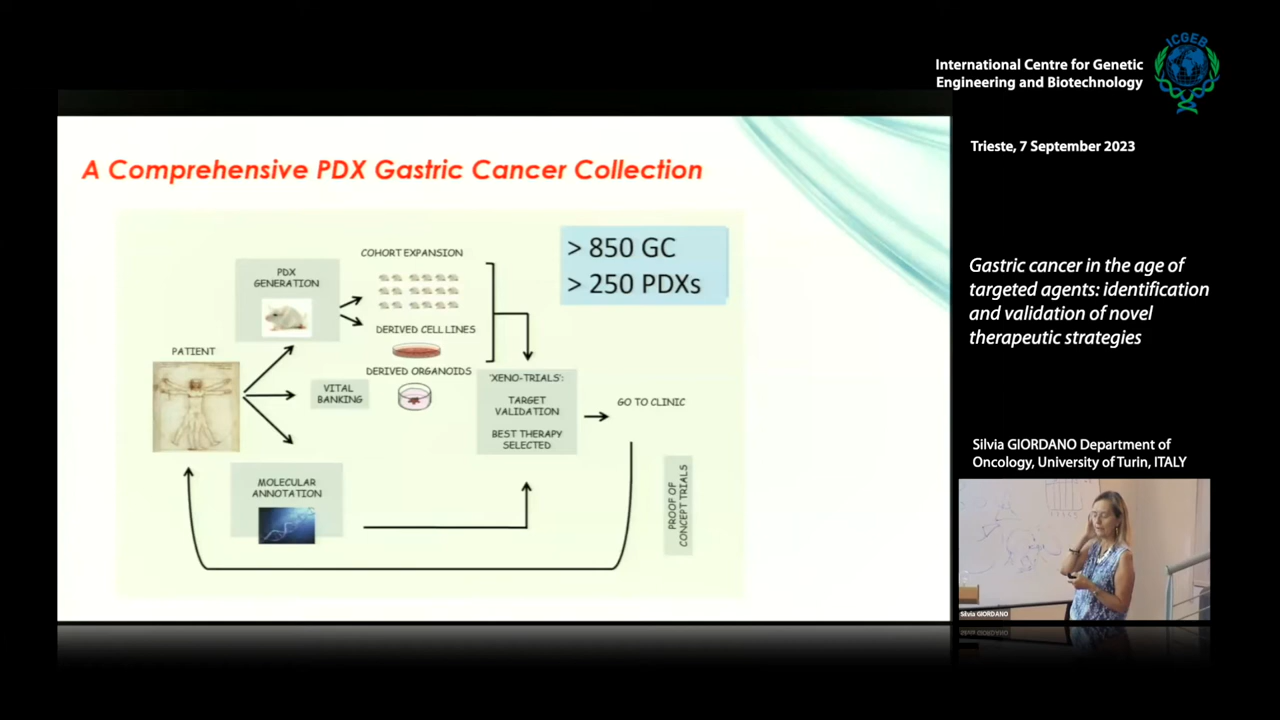 ICGEB
International Centre for Genetic
Engineering and Biotechnology
Trieste, 7 September 2023
Gastric cancer in the age of
targeted agents: identification
and validation of novel
therapeutic strategies
Silvia GIORDANO Department of
Oncology, University of Turin, ITALY
Silvia GIORDANO
A Comprehensive PDX Gastric Cancer Collection
> 850 GC
> 250 PDXs
PATIENT
PDX
GENERATION
COHORT EXPANSION
DERIVED CELL LINES
DERIVED ORGANOIDS
VITAL
BANKING
MOLECULAR
ANNOTATION
'XENO-TRIALS':
TARGET
VALIDATION
BEST THERAPY
SELECTED
GO TO CLINIC
PROOF OF
CONCEPT TRIALS